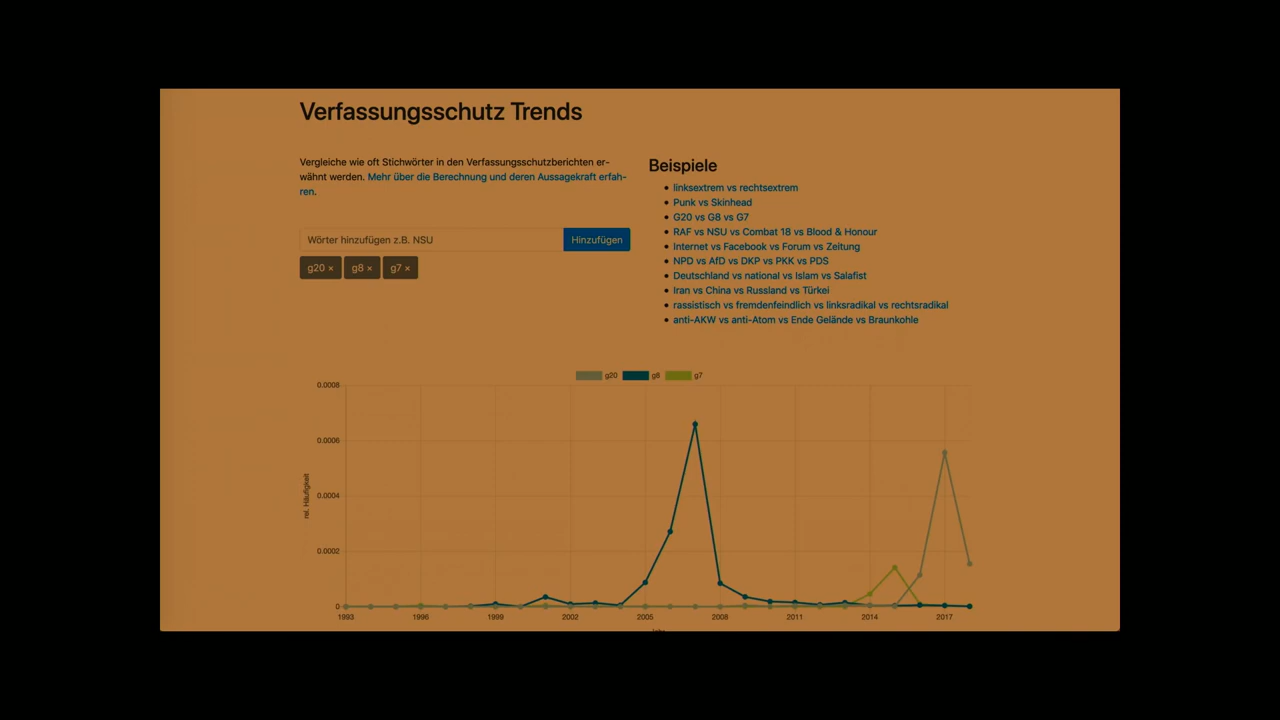 Verfassungsschutz Trends
Vergleiche wie oft Stichwörter in den Verfassungsschutzberichten er-
wähnt werden. Mehr über die Berechnung und deren Aussagekraft erfah-
ren.
Wörter hinzufügen z.B. NSU
Hinzufügen
g20 × g8 × g7 ×
Beispiele
linksextrem vs rechtsextrem
Punk vs Skinhead
G20 vs G8 vs G7
RAF vs NSU vs Combat 18 vs Blood & Honour
Internet vs Facebook vs Forum vs Zeitung
NPD vs AfD vs DKP vs PKK vs PDS
Deutschland vs national vs Islam vs Salafist
Iran vs China vs Russland vs Türkei
rassistisch vs fremdenfeindlich vs linksradikal vs rechtsradikal
anti-AKW vs anti-Atom vs Ende Gelände vs Braunkohle
g20 g8 g7
0.0008
0.0006
0.0004
0.0002
0
rel. Häufigkeit
1993 1996 1999 2002 2005 2008 2011 2014 2017